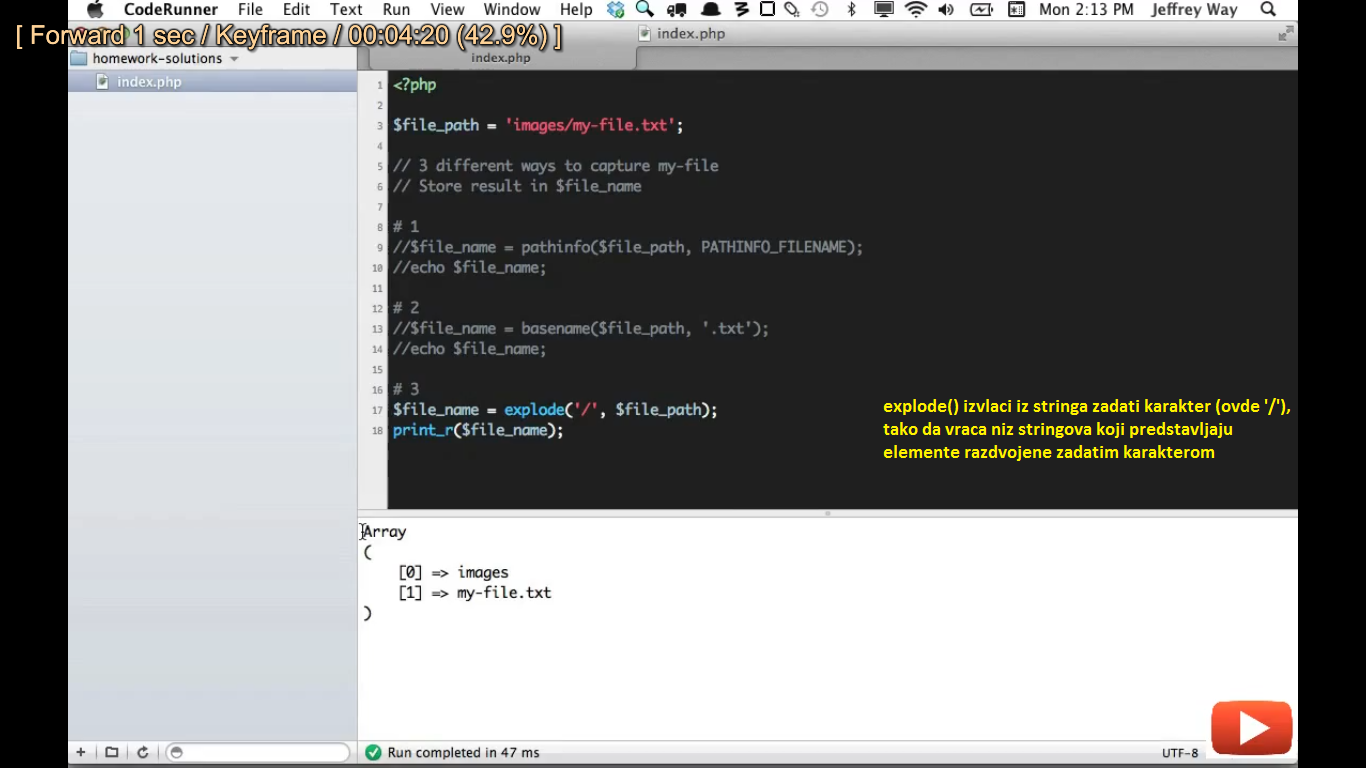 CodeRunner File Edit Text Run View Window Help Mon 2:13 PM Jeffrey Way
[ Forward 1 sec / Keyframe / 00:04:20 (42.9%) ]
index.php
homework-solutions
index.php
index.php
1 <?php
2
3 $file_path = 'images/my-file.txt';
4
5 // 3 different ways to capture my-file
6 // Store result in $file_name
7
8 # 1
9 //$file_name = pathinfo($file_path, PATHINFO_FILENAME);
10 //echo $file_name;
11
12 # 2
13 //$file_name = basename($file_path, '.txt');
14 //echo $file_name;
15
16 # 3
17 $file_name = explode('/', $file_path);
18 print_r($file_name);
explode() izvlaci iz stringa zadati karakter (ovde '/'),
tako da vraca niz stringova koji predstavljaju
elemente razdvojene zadatim karakterom
Array
(
[0] => images
[1] => my-file.txt
)
Run completed in 47 ms
UTF-8